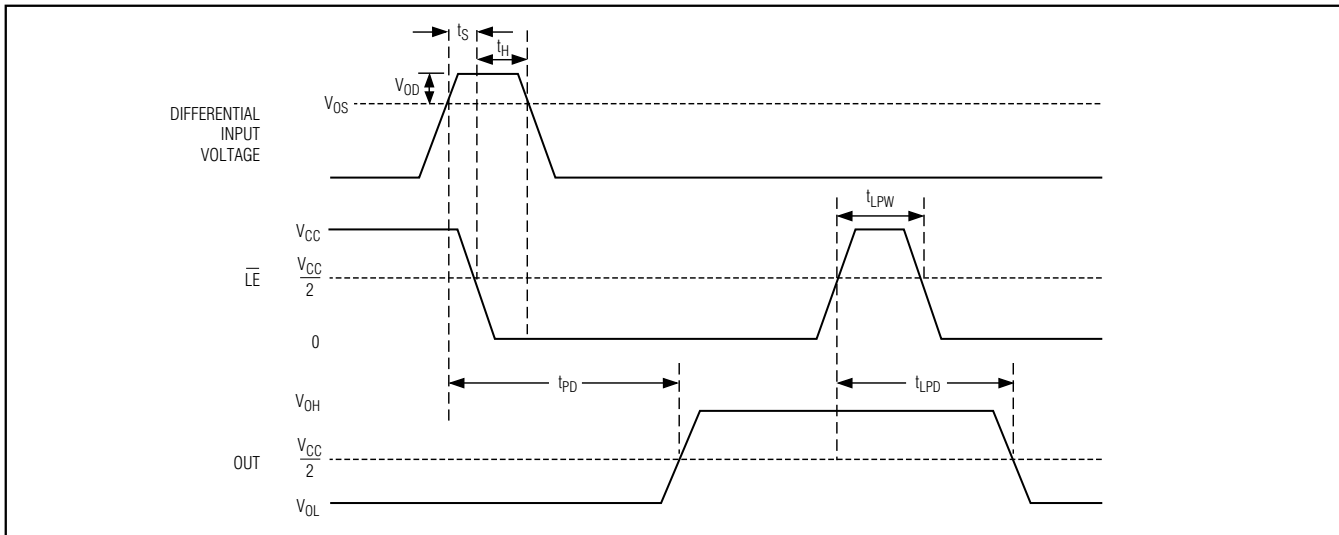 tS
tH
VOD
VOS
DIFFERENTIAL
INPUT
VOLTAGE
tLPW
VCC
VCC
2
L̅E̅
0
tPD
tLPD
VOH
VCC
2
OUT
VOL